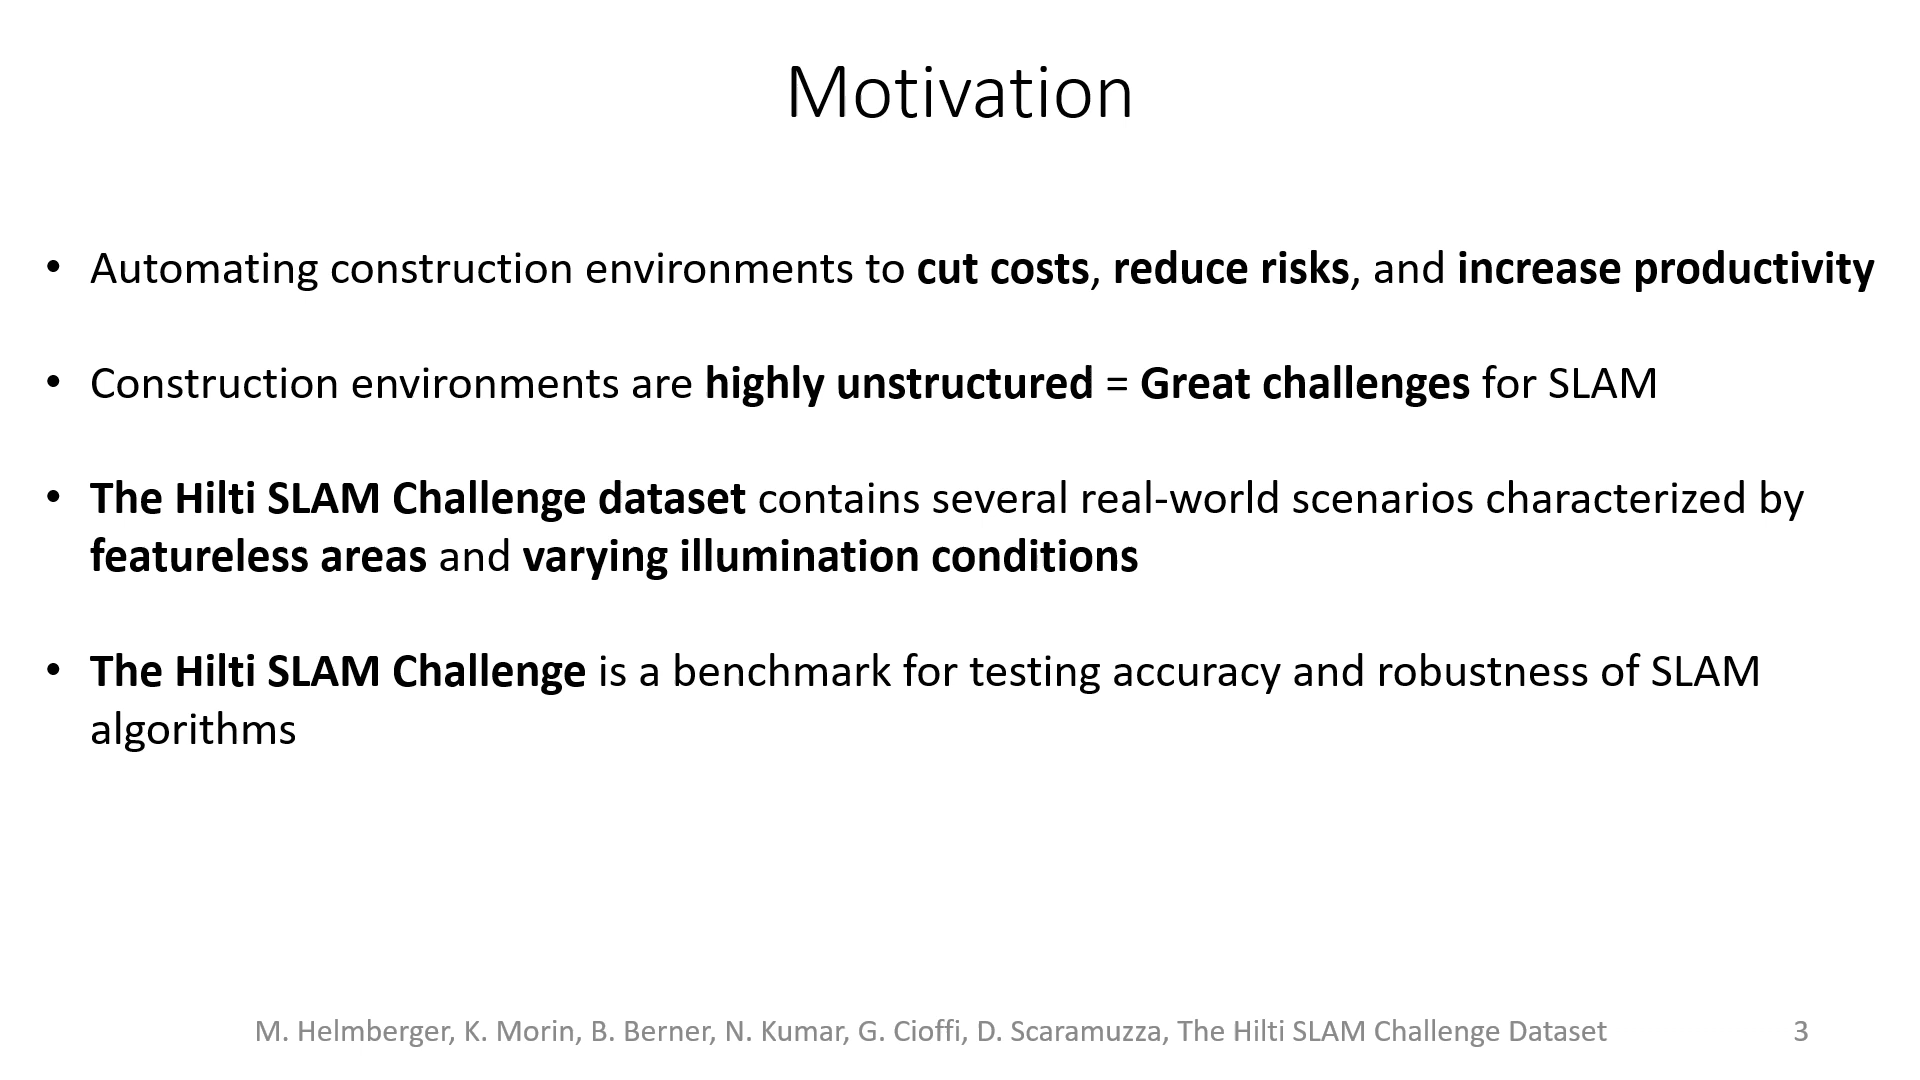 Motivation
• Automating construction environments to cut costs, reduce risks, and increase productivity
• Construction environments are highly unstructured = Great challenges for SLAM
• The Hilti SLAM Challenge dataset contains several real-world scenarios characterized by
featureless areas and varying illumination conditions
• The Hilti SLAM Challenge is a benchmark for testing accuracy and robustness of SLAM
algorithms
M. Helmberger, K. Morin, B. Berner, N. Kumar, G. Cioffi, D. Scaramuzza, The Hilti SLAM Challenge Dataset 3